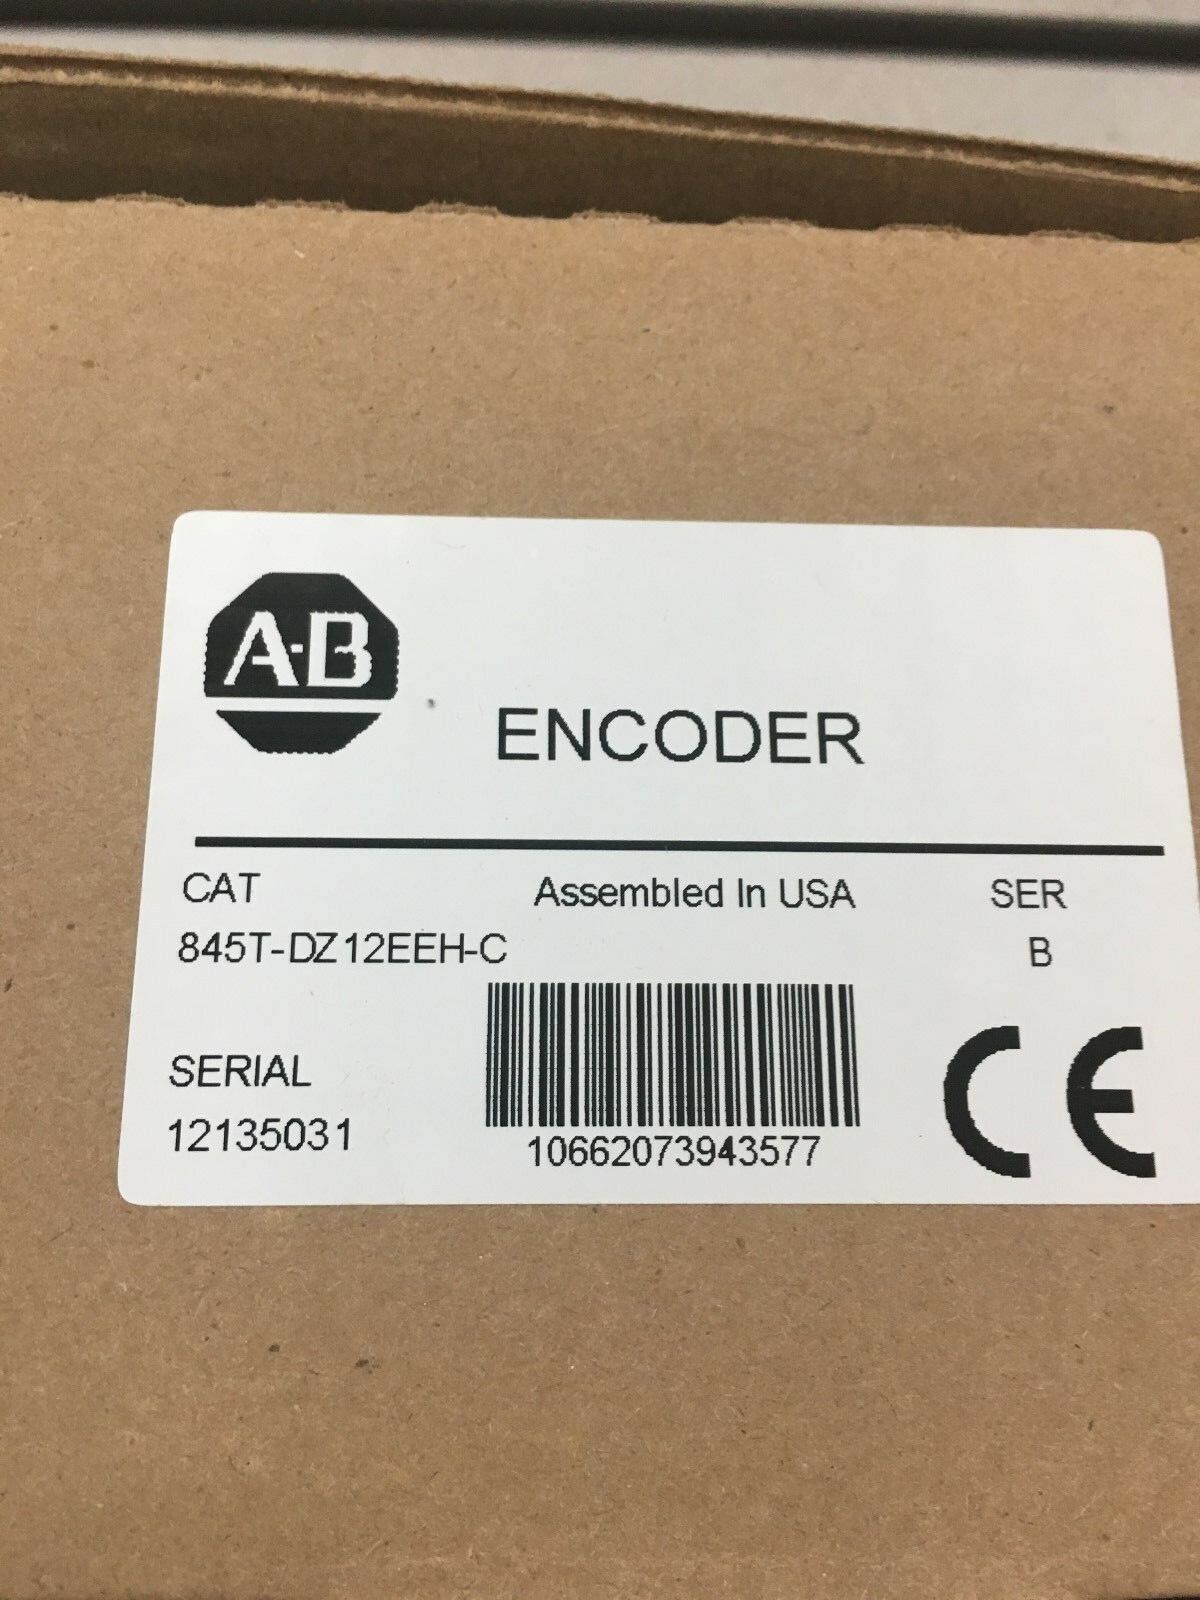 A-B
ENCODER
CAT Assembled In USA SER
845T-DZ12EEH-C B
SERIAL
12135031
10662073943577
CE